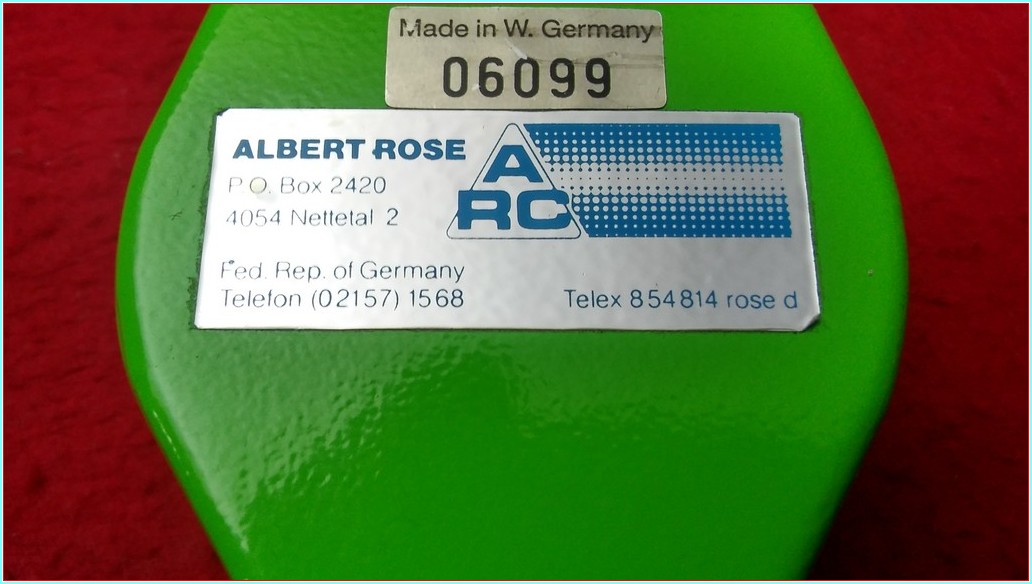 Made in W. Germany
06099
ALBERT ROSE
P.O. Box 2420
4054 Nettetal 2
A
RC
Fed. Rep. of Germany
Telefon (02157) 1568
Telex 854814 rose d